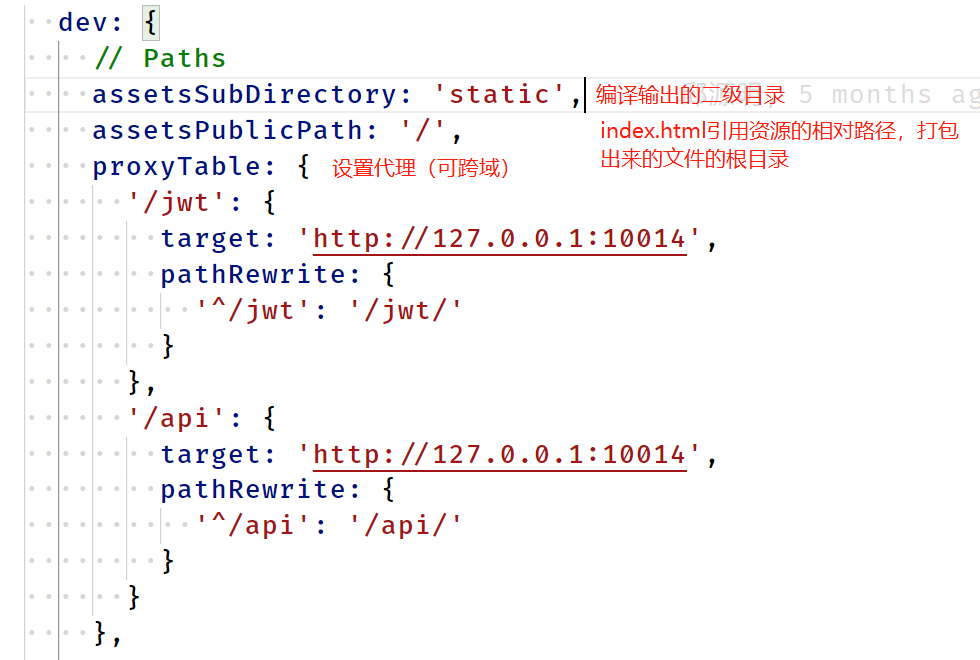 dev: {
// Paths
assetsSubDirectory: 'static', 编译输出的二级目录 5 months ag
assetsPublicPath: '/', index.html引用资源的相对路径，打包
出来的文件的根目录
proxyTable: { 设置代理（可跨域）
'/jwt': {
target: 'http://127.0.0.1:10014',
pathRewrite: {
'^/jwt': '/jwt/'
}
},
'/api': {
target: 'http://127.0.0.1:10014',
pathRewrite: {
'^/api': '/api/'
}
}
},